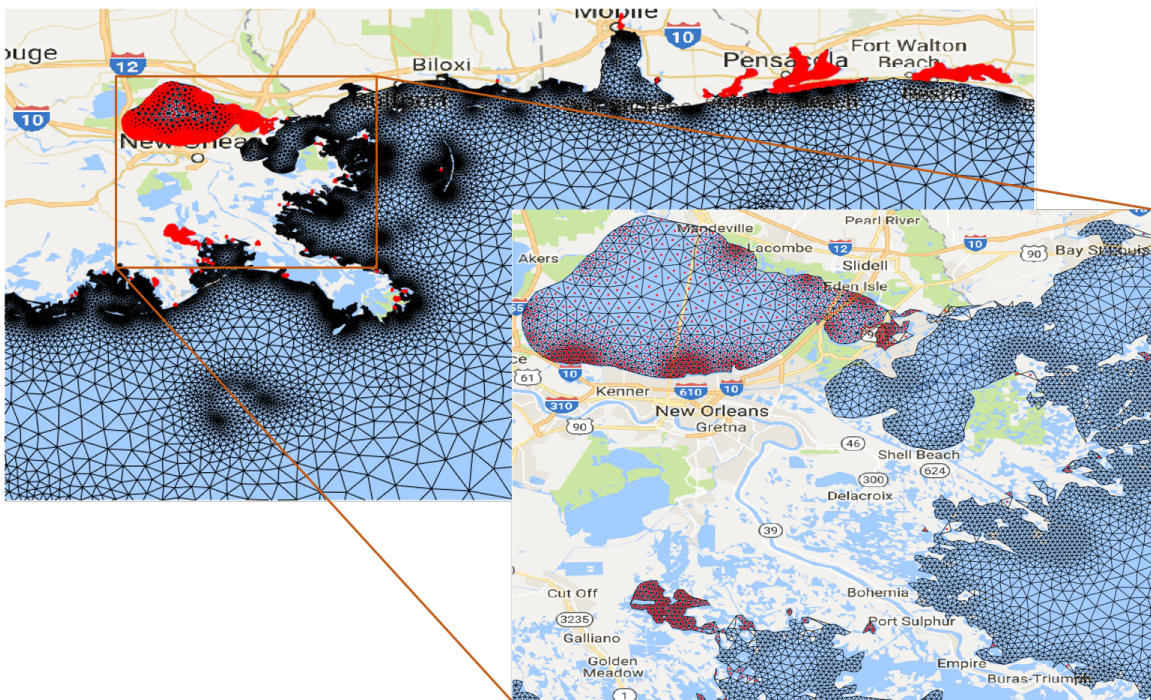 Mobile
ouge
12
10
Pensacola
Fort Walton
Beach
Biloxi
10
New Orleans
Pearl River
Mandeville
Lacombe
12
10
90
Bay St Louis
Akers
Slidell
Eden Isle
ce
61
10
Kenner
610
10
310
New Orleans
90
Gretna
46
Shell Beach
624
300
Delacroix
39
Cut Off
Bohemia
3235
Port Sulphur
Galliano
Golden
Meadow
Empire
Buras-Triumph
1